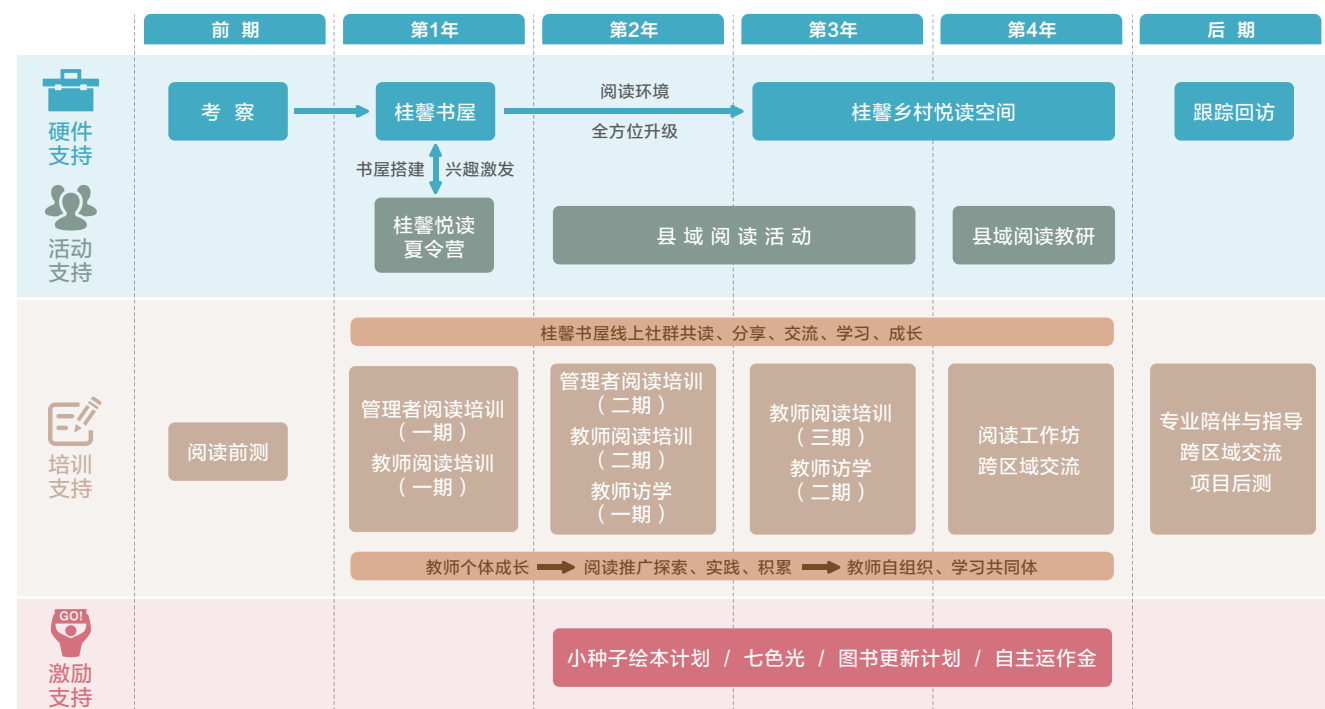 前 期
第1年
第2年
第3年
第4年
后 期
硬件
支持
考 察
桂馨书屋
阅读环境
全方位升级
桂馨乡村悦读空间
跟踪回访
书屋搭建
兴趣激发
活动
支持
桂馨悦读
夏令营
县域阅读活动
县域阅读教研
桂馨书屋线上社群共读、分享、交流、学习、成长
培训
支持
阅读前测
管理者阅读培训
（一期）
教师阅读培训
（一期）
管理者阅读培训
（二期）
教师阅读培训
（二期）
教师访学
（一期）
教师阅读培训
（三期）
教师访学
（二期）
阅读工作坊
跨区域交流
专业陪伴与指导
跨区域交流
项目后测
教师个体成长
阅读推广探索、实践、积累
教师自组织、学习共同体
GO!
激励
支持
小种子绘本计划 / 七色光 / 图书更新计划 / 自主运作金